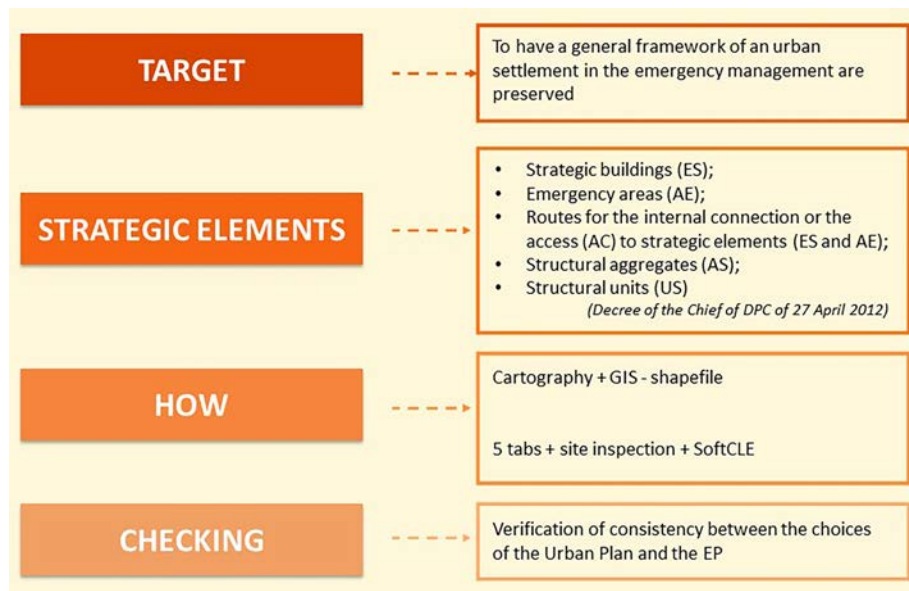 TARGET
To have a general framework of an urban
settlement in the emergency management are
preserved
STRATEGIC ELEMENTS
• Strategic buildings (ES);
• Emergency areas (AE);
• Routes for the internal connection or the
access (AC) to strategic elements (ES and AE);
• Structural aggregates (AS);
• Structural units (US)
(Decree of the Chief of DPC of 27 April 2012)
HOW
Cartography + GIS - shapefile
5 tabs + site inspection + SoftCLE
CHECKING
Verification of consistency between the choices
of the Urban Plan and the EP